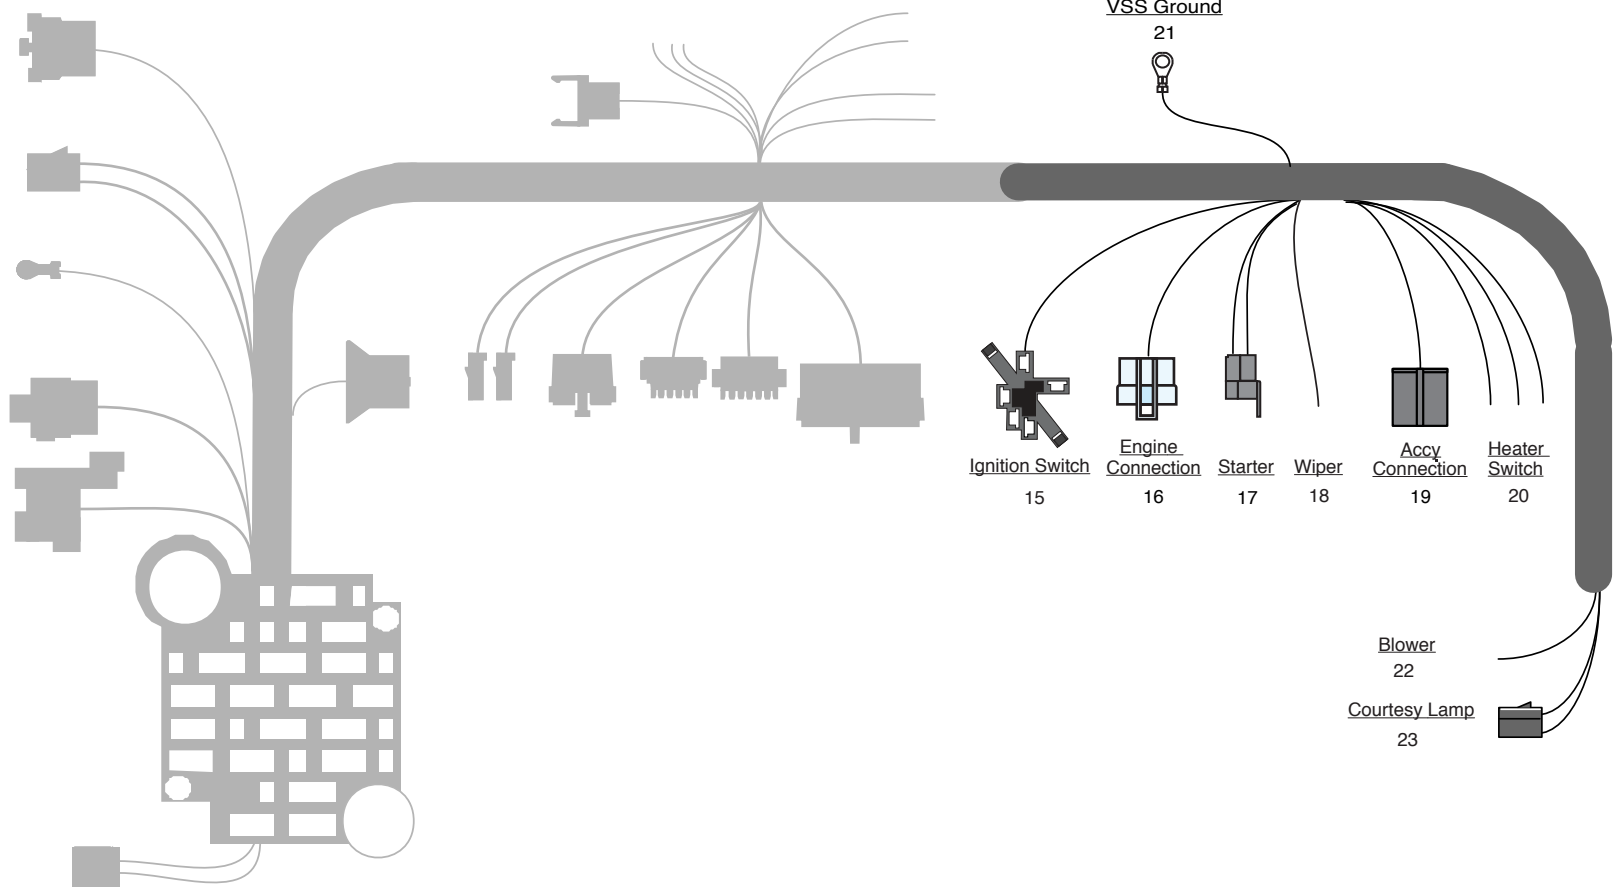 VSS Ground
21
Ignition Switch
15
Engine
Connection
16
Starter
17
Wiper
18
Accy
Connection
19
Heater
Switch
20
Blower
22
Courtesy Lamp
23